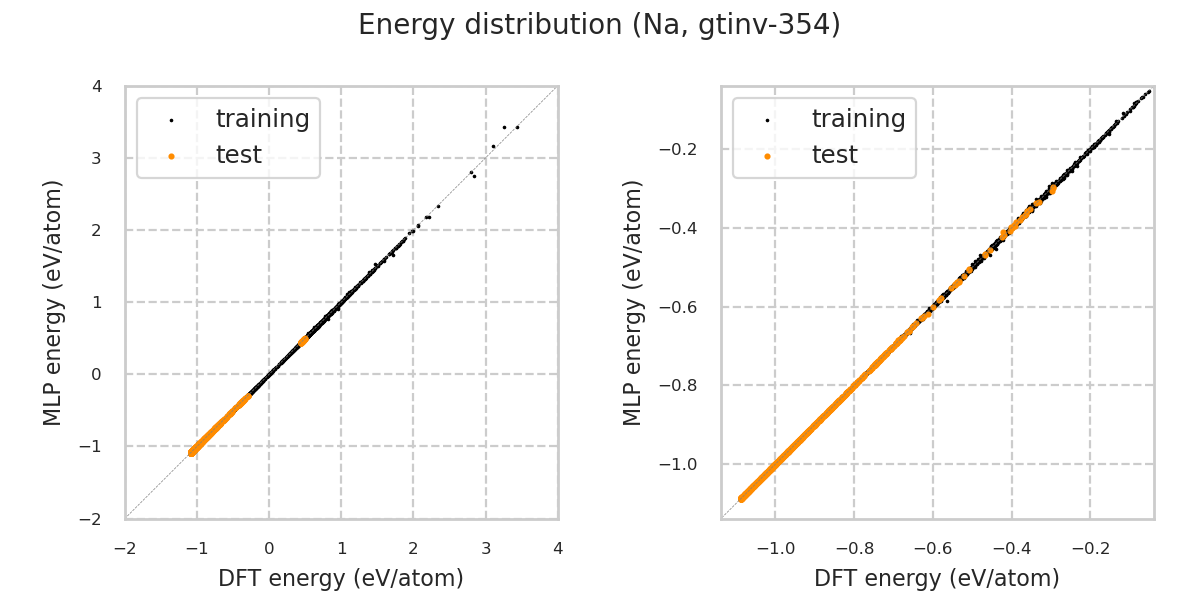 Energy distribution (Na, gtinv-354)
training
test
4
3
2
1
0
−1
−2
MLP energy (eV/atom)
−2
−1
0
1
2
3
4
DFT energy (eV/atom)
training
test
−0.2
−0.4
−0.6
−0.8
−1.0
MLP energy (eV/atom)
−1.0
−0.8
−0.6
−0.4
−0.2
DFT energy (eV/atom)